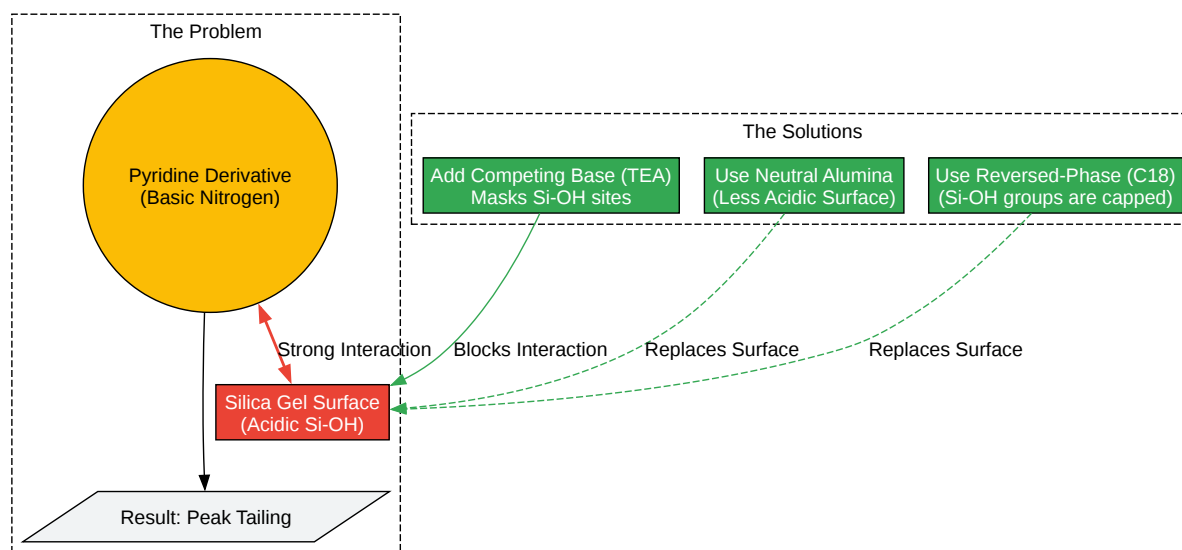 The Problem
Pyridine Derivative
(Basic Nitrogen)
Strong Interaction
Silica Gel Surface
(Acidic Si-OH)
Result: Peak Tailing
The Solutions
Add Competing Base (TEA)
Masks Si-OH sites
Use Neutral Alumina
(Less Acidic Surface)
Use Reversed-Phase (C18)
(Si-OH groups are capped)
Blocks Interaction
Replaces Surface
Replaces Surface